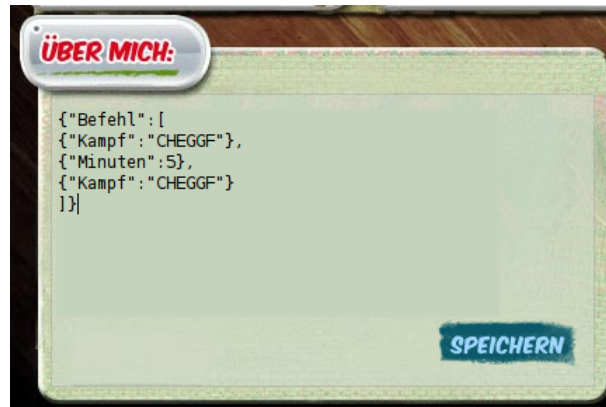 ÜBER MICH:
{"Befehl":[
{"Kampf":"CHEGGF"},
{"Minuten":5},
{"Kampf":"CHEGGF"}
]}
SPEICHERN